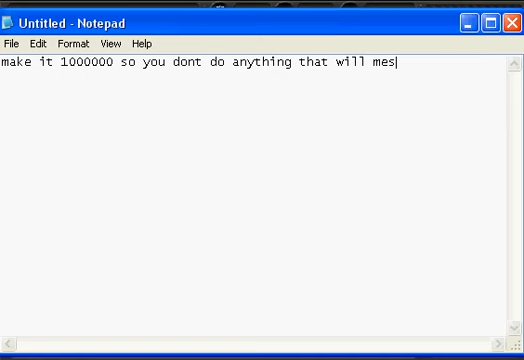 Untitled - Notepad
File Edit Format View Help
make it 1000000 so you dont do anything that will mes